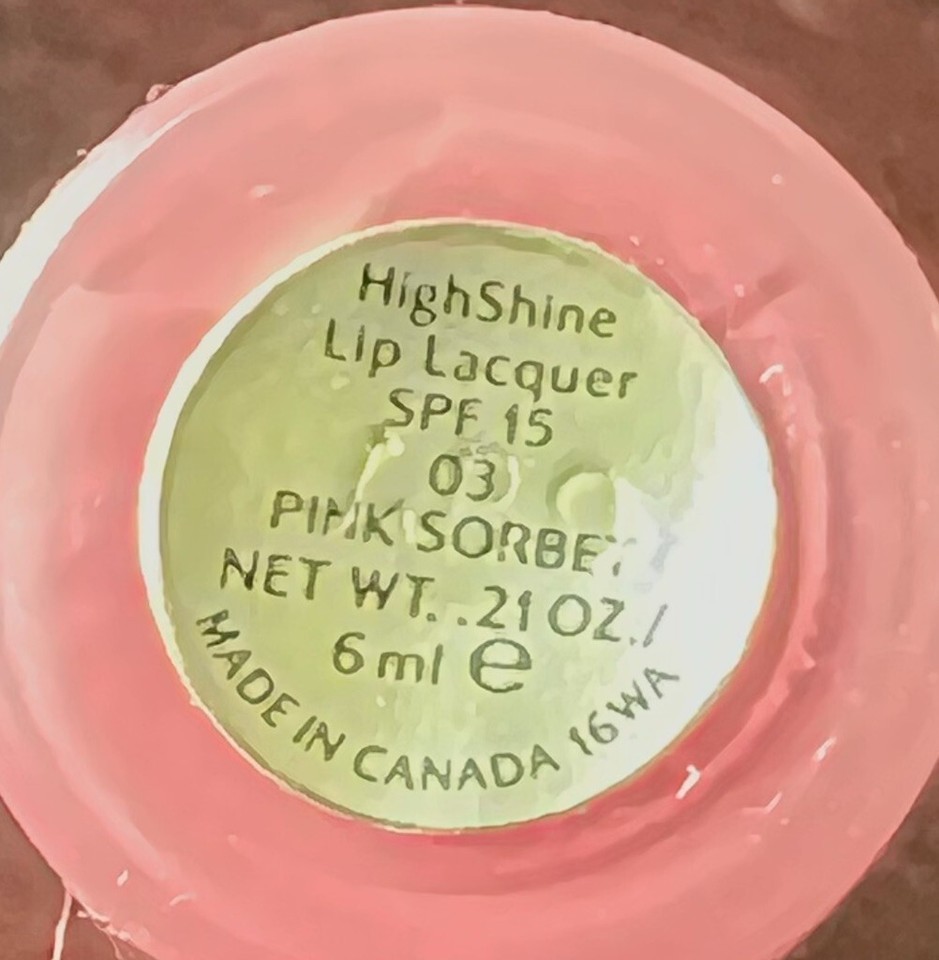 HighShine
Lip Lacquer
SPF 15
03
PINK SORBET
NET WT. .21 OZ./
6 ml e
MADE IN CANADA 16WA